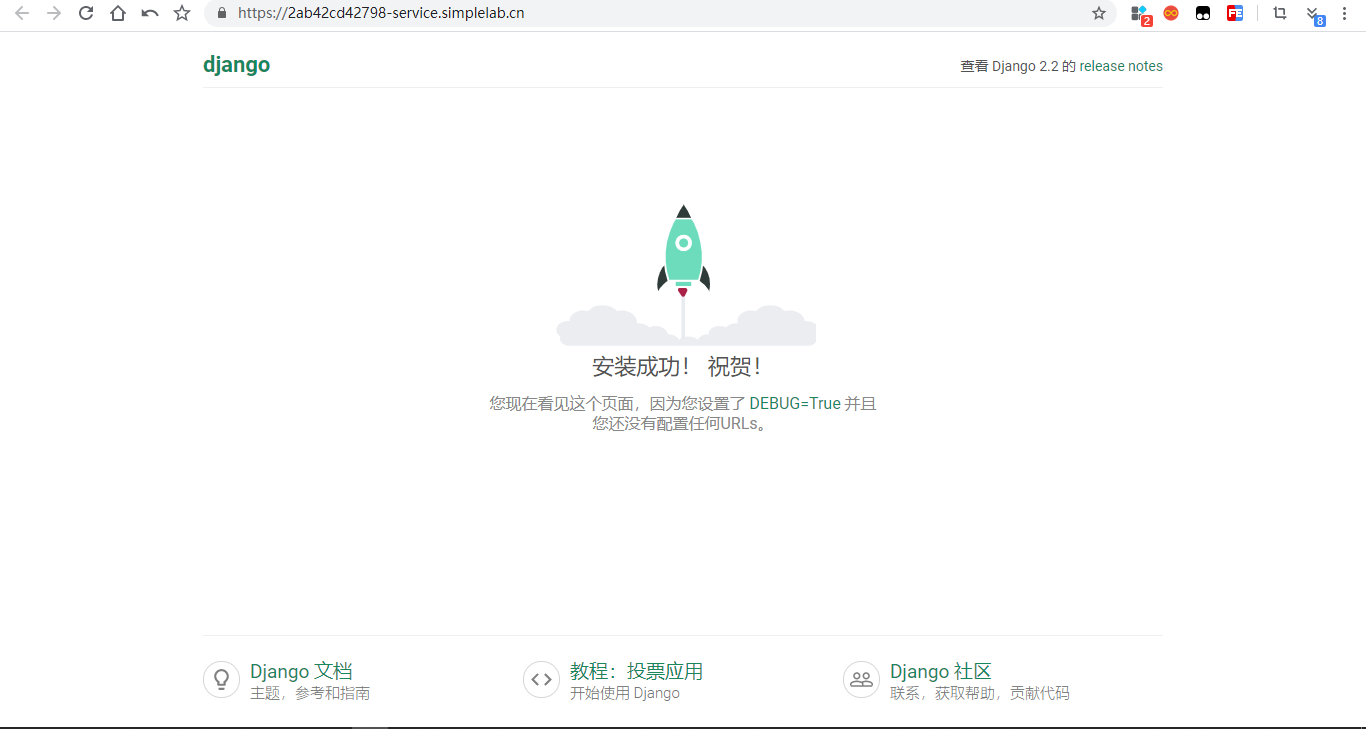 https://2ab42cd42798-service.simplelab.cn
2
FE
8
django
查看 Django 2.2 的 release notes
安装成功！ 祝贺！
您现在看见这个页面，因为您设置了 DEBUG=True 并且
您还没有配置任何URLs。
Django 文档
主题，参考和指南
教程：投票应用
开始使用 Django
Django 社区
联系，获取帮助，贡献代码